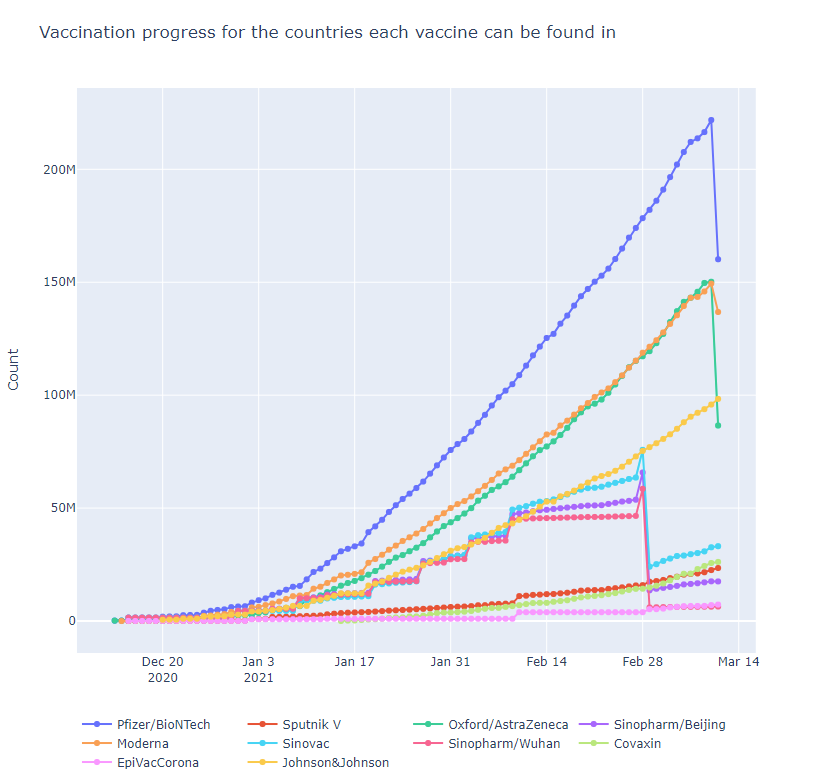 Vaccination progress for the countries each vaccine can be found in
Count
200M
150M
100M
50M
0
Dec 20 Jan 3 Jan 17 Jan 31 Feb 14 Feb 28 Mar 14
2020 2021
Pfizer/BioNTech Sputnik V Oxford/AstraZeneca Sinopharm/Beijing
Moderna Sinovac Sinopharm/Wuhan Covaxin
EpiVacCorona Johnson&Johnson